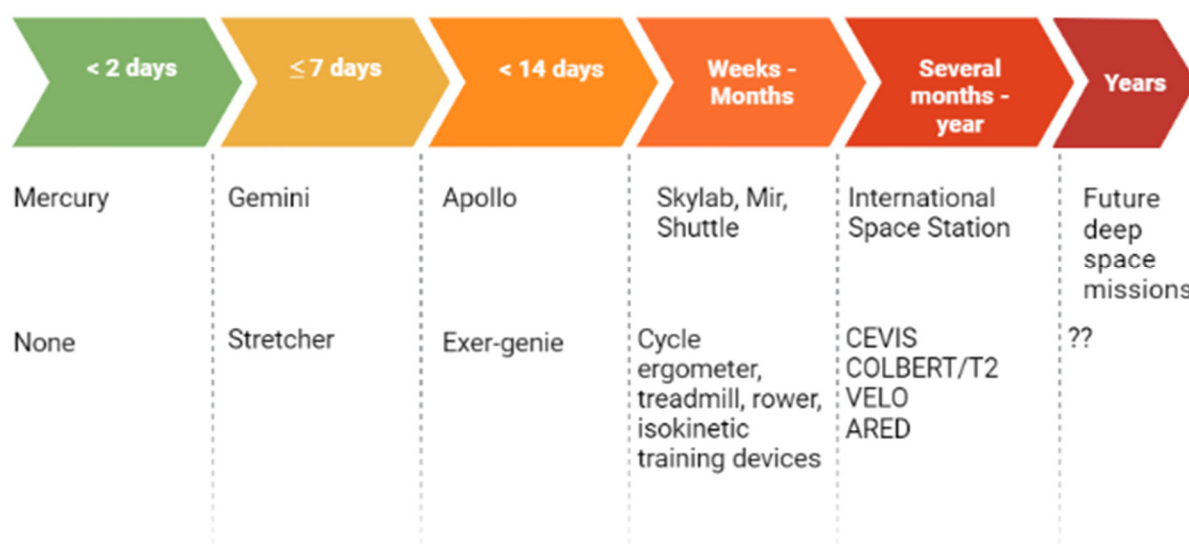 < 2 days
≤ 7 days
< 14 days
Weeks -
Months
Several
months -
year
Years
Mercury
Gemini
Apollo
Skylab, Mir,
Shuttle
International
Space Station
Future
deep
space
missions
None
Stretcher
Exer-genie
Cycle
ergometer,
treadmill, rower,
isokinetic
training devices
CEVIS
COLBERT/T2
VELO
ARED
??